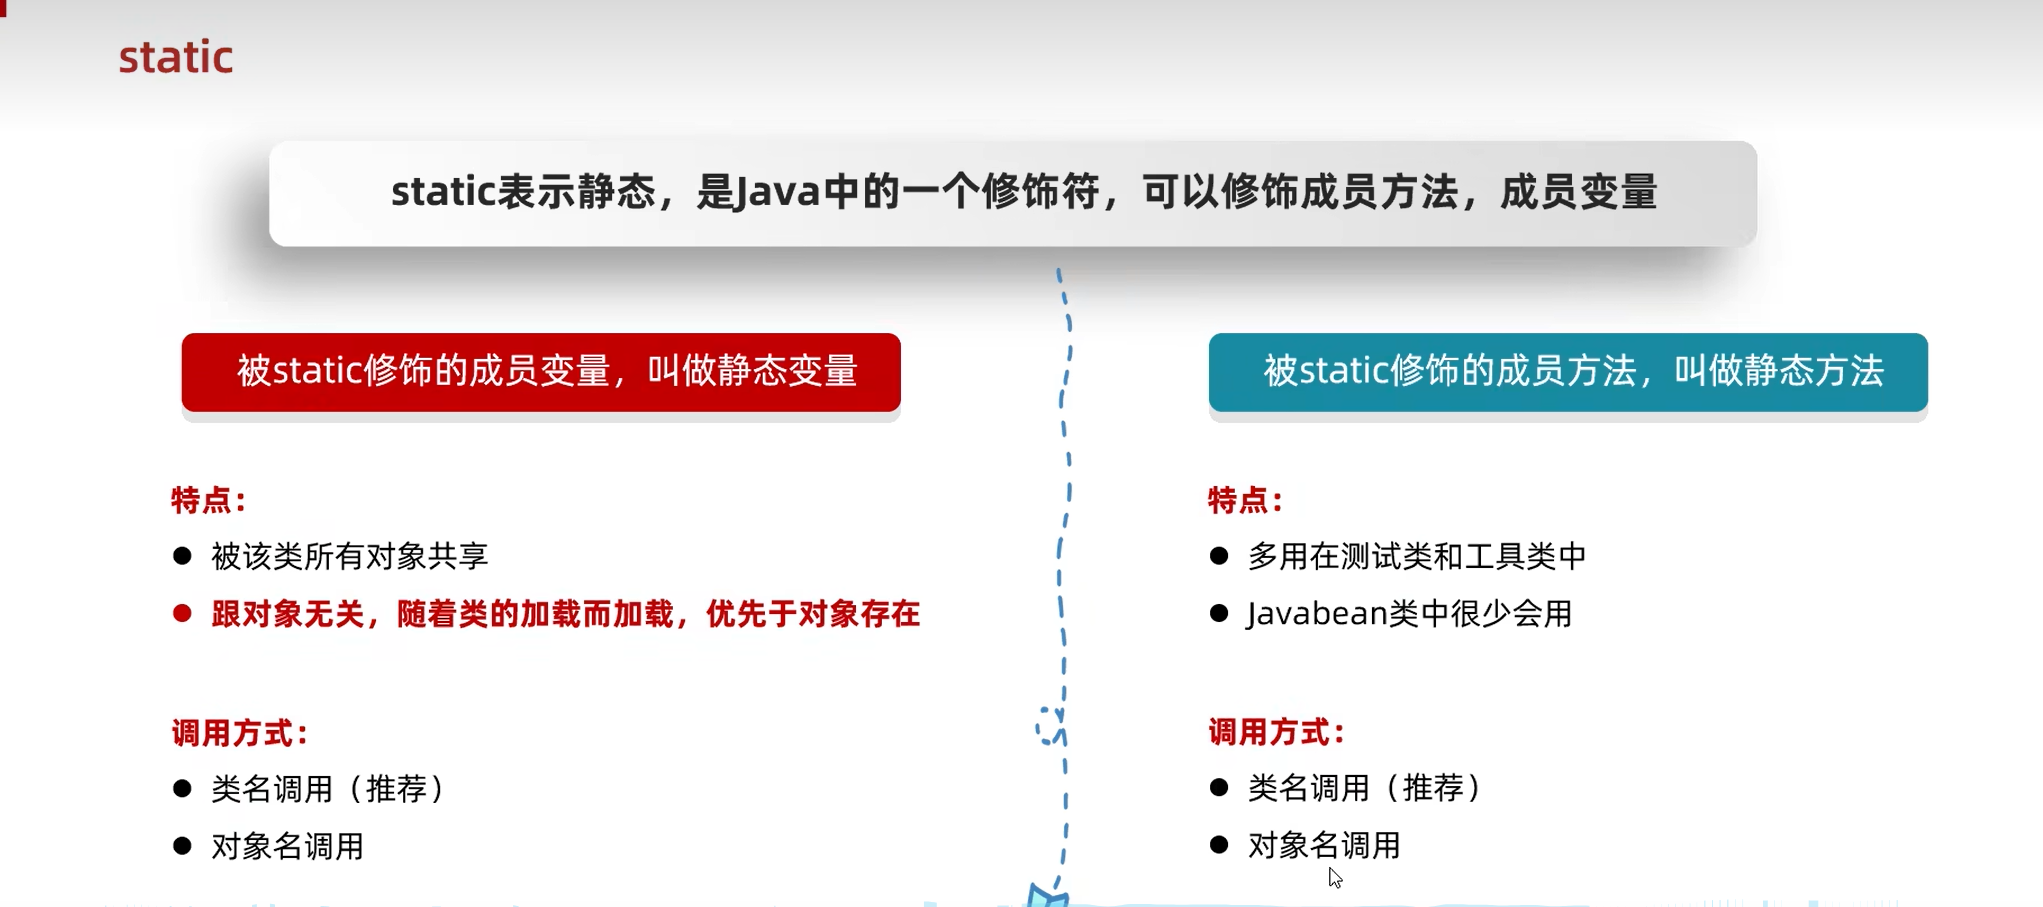 static
static表示静态，是Java中的一个修饰符，可以修饰成员方法，成员变量
被static修饰的成员变量，叫做静态变量
特点：
被该类所有对象共享
跟对象无关，随着类的加载而加载，优先于对象存在
调用方式：
类名调用（推荐）
对象名调用
被static修饰的成员方法，叫做静态方法
特点：
多用在测试类和工具类中
Javabean类中很少会用
调用方式：
类名调用（推荐）
对象名调用